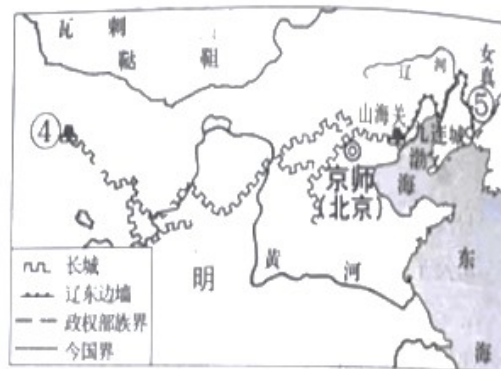 瓦剌
鞑靼
女真
辽河
⑤
山海关
九连城
④
渤海
京师
(北京)
明
黄河
东海
长城
辽东边墙
政权部族界
今国界